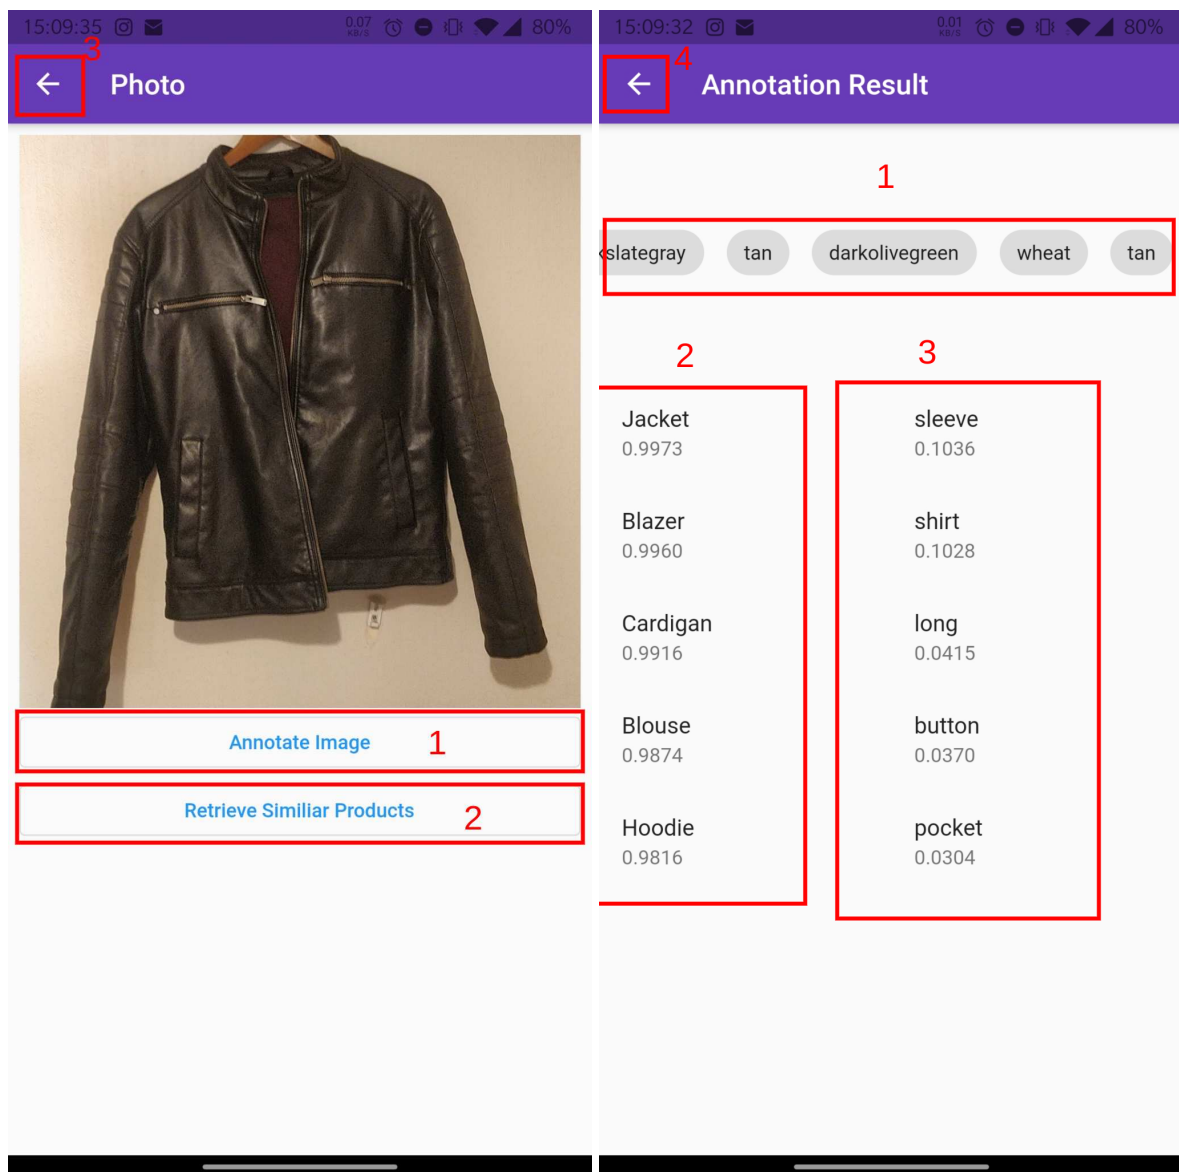 15:09:35
0.07
KB/S
80%
3
Photo
Annotate Image
1
Retrieve Similiar Products
2
15:09:32
0.01
KB/S
80%
4
Annotation Result
1
slategray
tan
darkolivegreen
wheat
tan
2
3
Jacket
0.9973
Blazer
0.9960
Cardigan
0.9916
Blouse
0.9874
Hoodie
0.9816
sleeve
0.1036
shirt
0.1028
long
0.0415
button
0.0370
pocket
0.0304